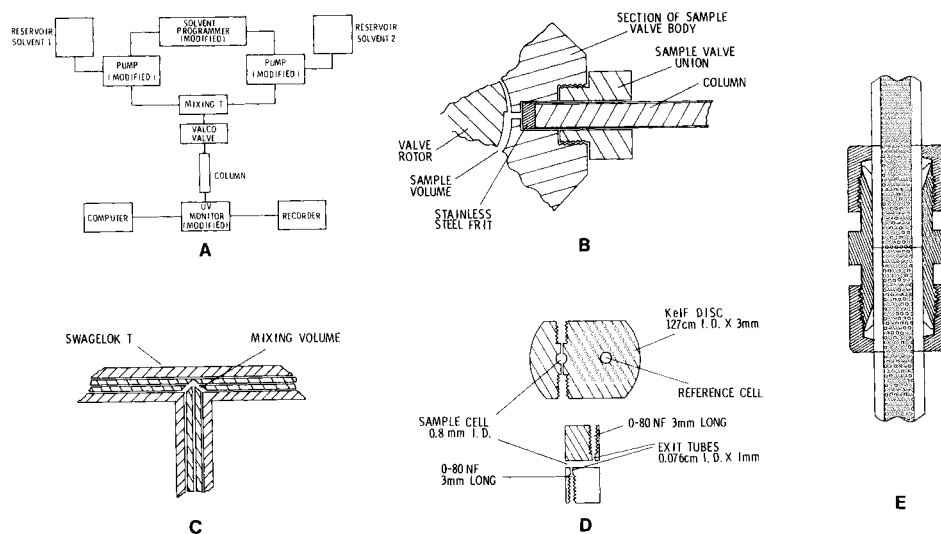 RESERVOIR
SOLVENT 1
SOLVENT
PROGRAMMER
(MODIFIED)
RESERVOIR
SOLVENT 2
PUMP
(MODIFIED)
PUMP
(MODIFIED)
MIXING T
VALCO
VALVE
COLUMN
COMPUTER
UV
MONITOR
(MODIFIED)
RECORDER
A
SECTION OF SAMPLE
VALVE BODY
SAMPLE VALVE
UNION
COLUMN
VALVE
ROTOR
SAMPLE
VOLUME
STAINLESS
STEEL FRIT
B
SWAGELOK T
MIXING VOLUME
C
KelF DISC
127cm I.D. X 3mm
REFERENCE CELL
SAMPLE CELL
0.8 mm I.D.
0-80 NF 3mm LONG
EXIT TUBES
0.076cm I.D. X 1mm
0-80 NF
3mm LONG
D
E